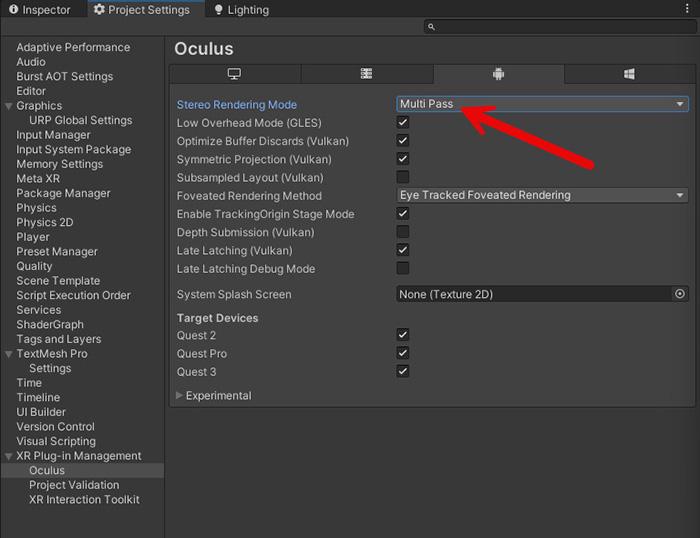 Inspector
Project Settings
Lighting
Adaptive Performance
Audio
Burst AOT Settings
Editor
Graphics
URP Global Settings
Input Manager
Input System Package
Memory Settings
Meta XR
Package Manager
Physics
Physics 2D
Player
Preset Manager
Quality
Scene Template
Script Execution Order
Services
ShaderGraph
Tags and Layers
TextMesh Pro
Settings
Time
Timeline
UI Builder
Version Control
Visual Scripting
XR Plug-in Management
Oculus
Project Validation
XR Interaction Toolkit
Oculus
Stereo Rendering Mode Multi Pass
Low Overhead Mode (GLES)
Optimize Buffer Discards (Vulkan)
Symmetric Projection (Vulkan)
Subsampled Layout (Vulkan)
Foveated Rendering Method Eye Tracked Foveated Rendering
Enable TrackingOrigin Stage Mode
Depth Submission (Vulkan)
Late Latching (Vulkan)
Late Latching Debug Mode
System Splash Screen None (Texture 2D)
Target Devices
Quest 2
Quest Pro
Quest 3
Experimental